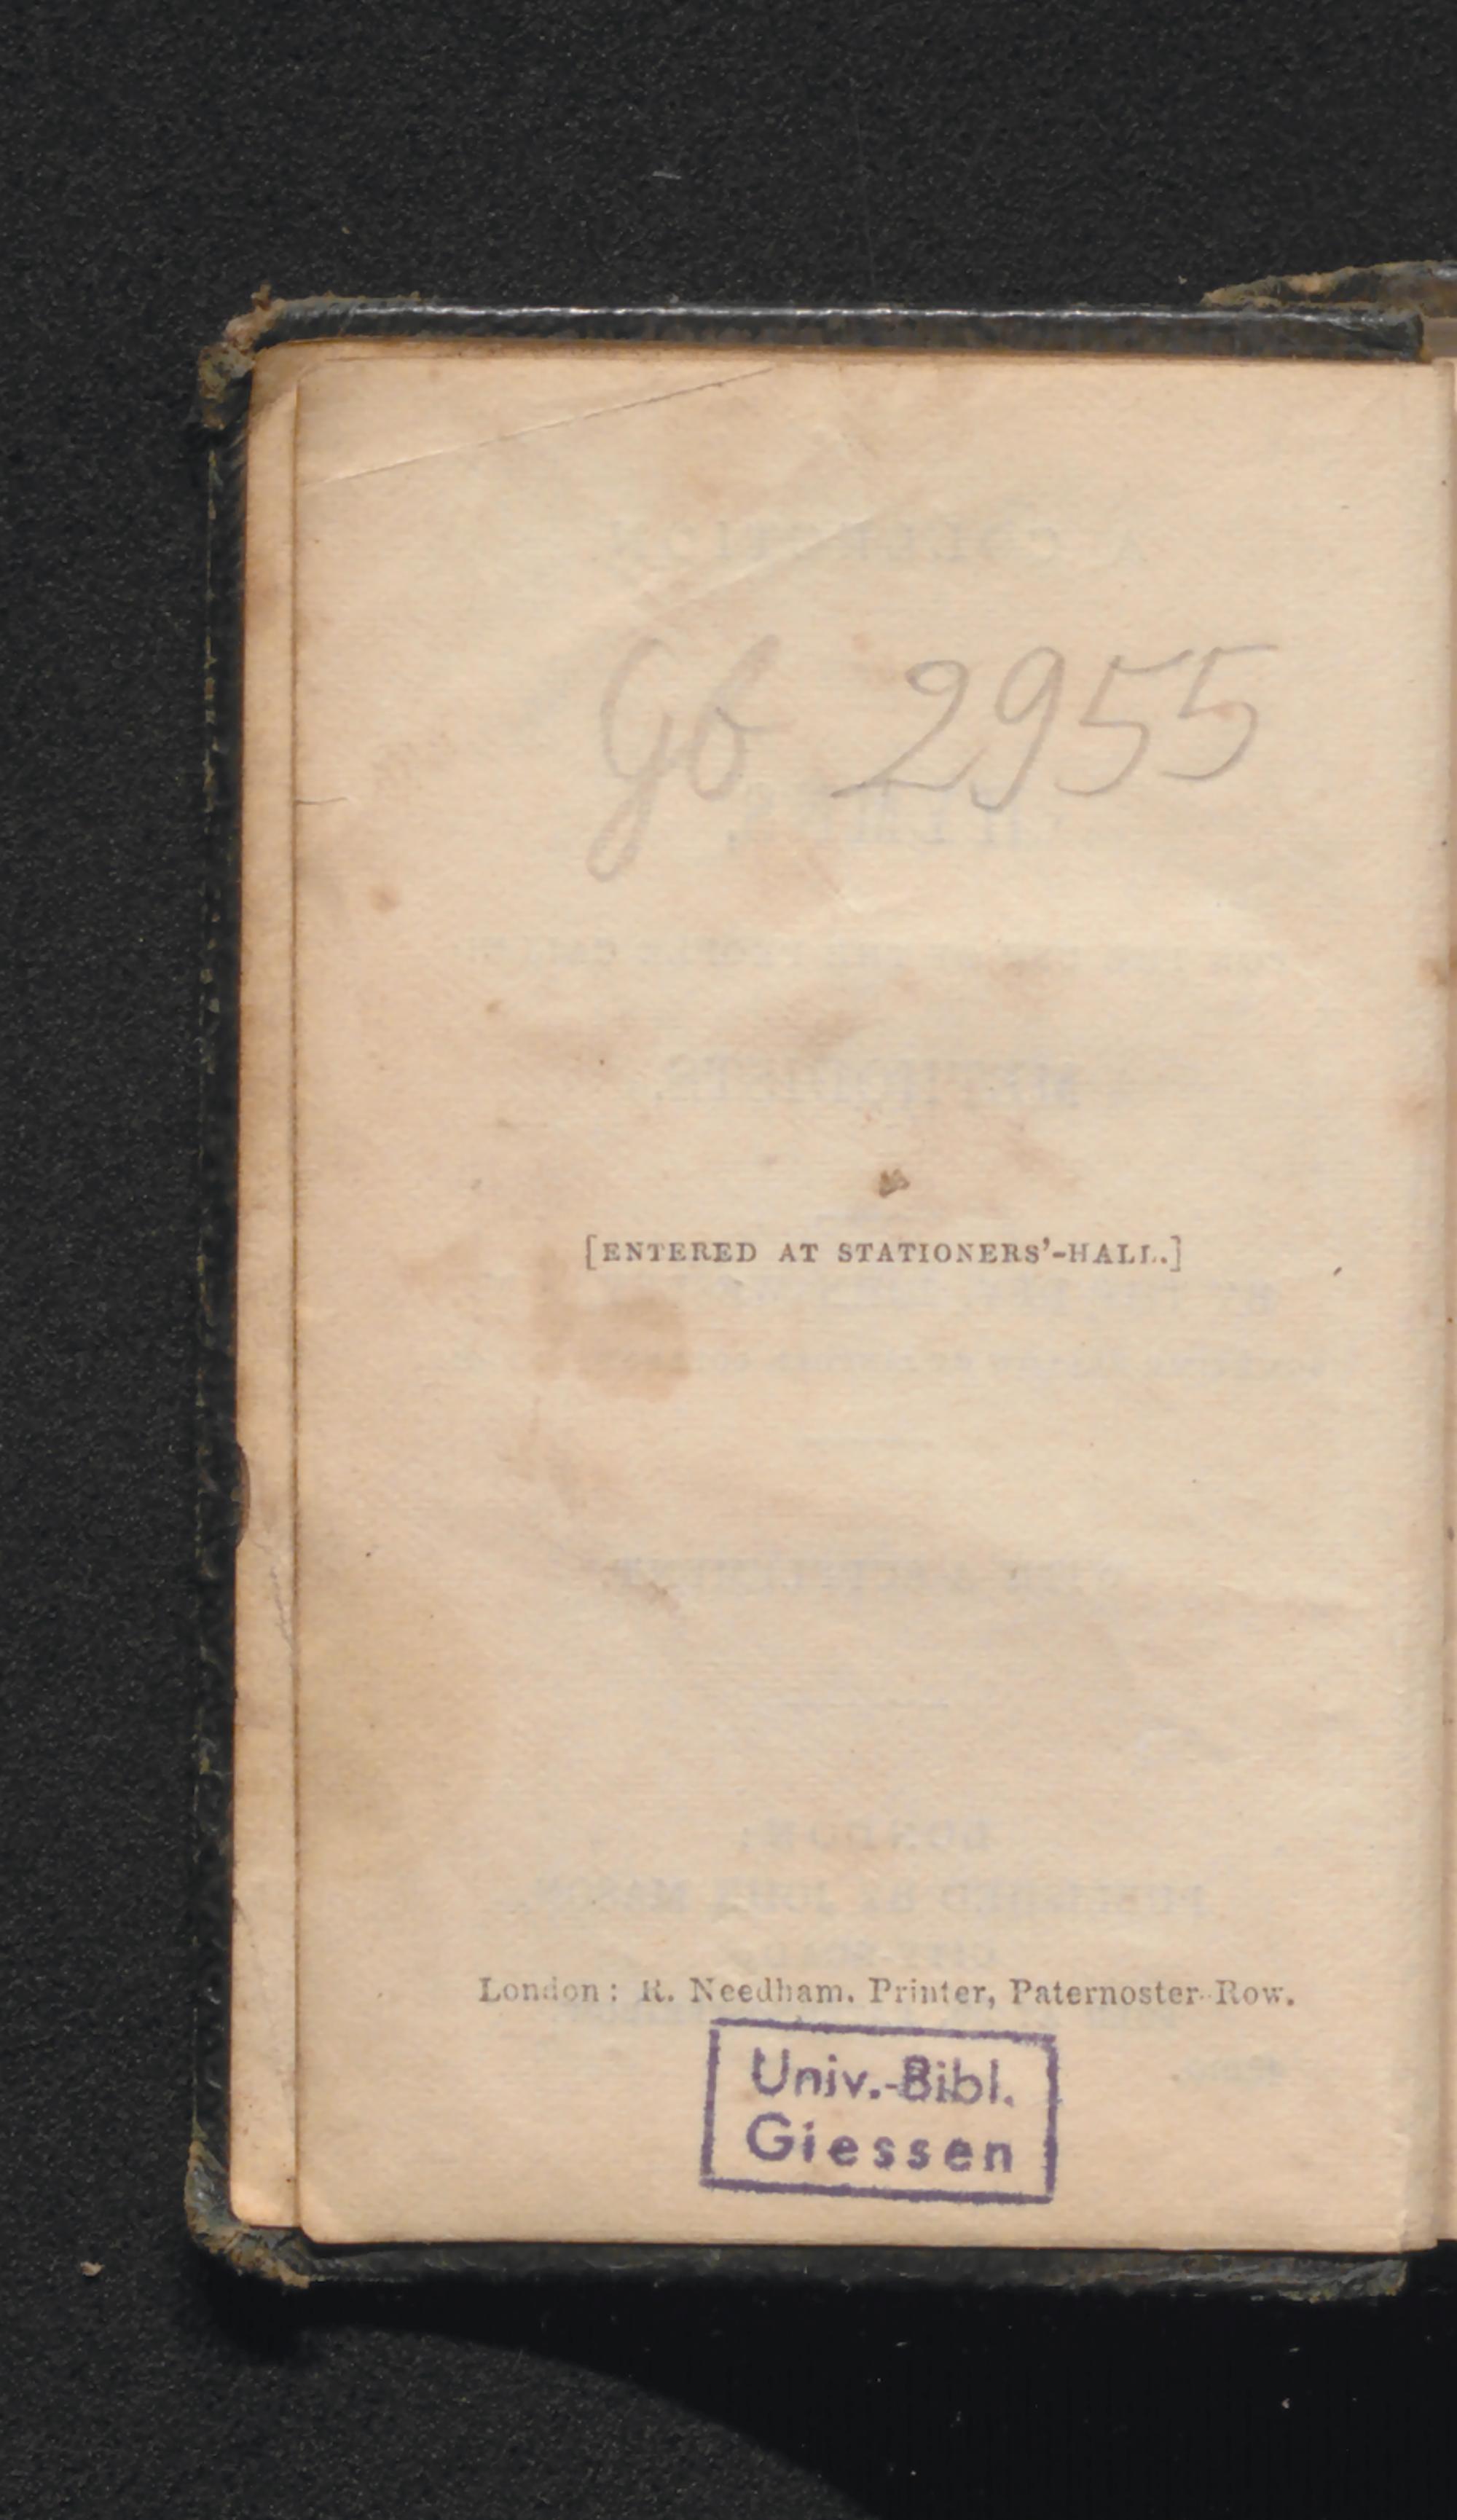 Gb 2955
[ENTERED AT STATIONERS'-HALL.]
London: R. Needham, Printer, Paternoster-Row.
Univ.-Bibl.
Giessen